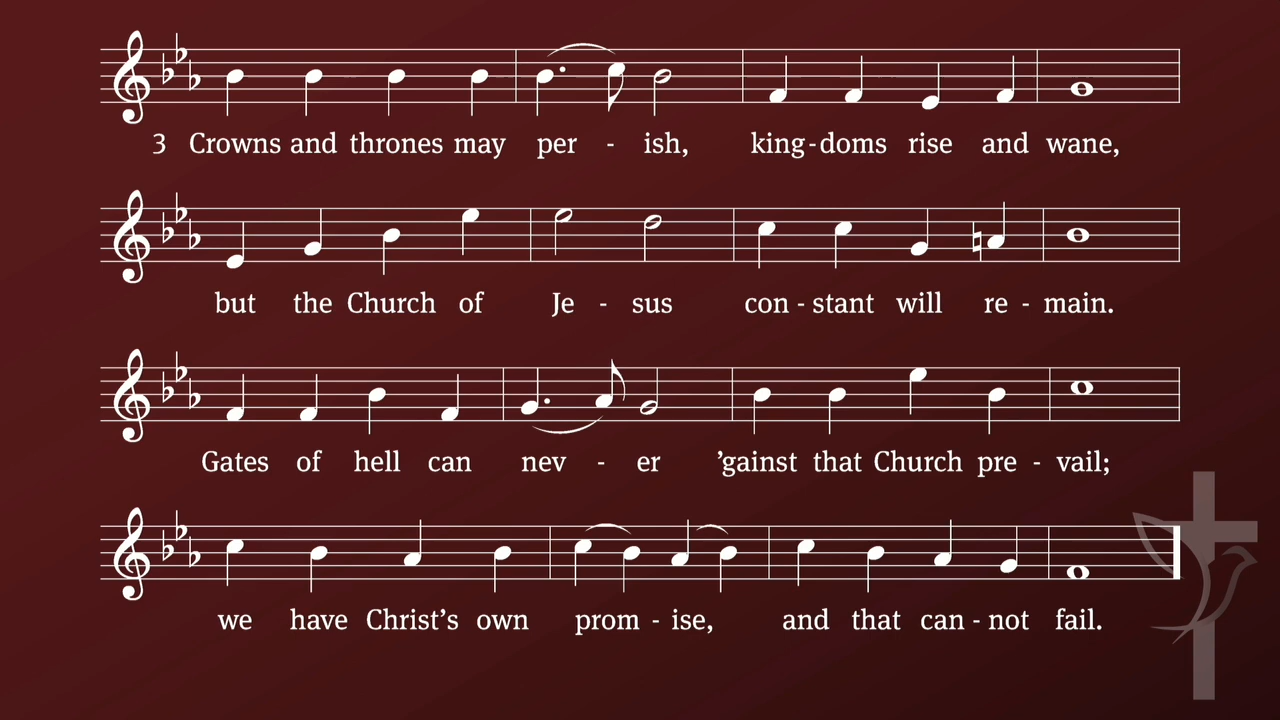 3 Crowns and thrones may per - ish, king - doms rise and wane,
but the Church of Je - sus con - stant will re - main.
Gates of hell can nev - er ’gainst that Church pre - vail;
we have Christ’s own prom - ise, and that can - not fail.